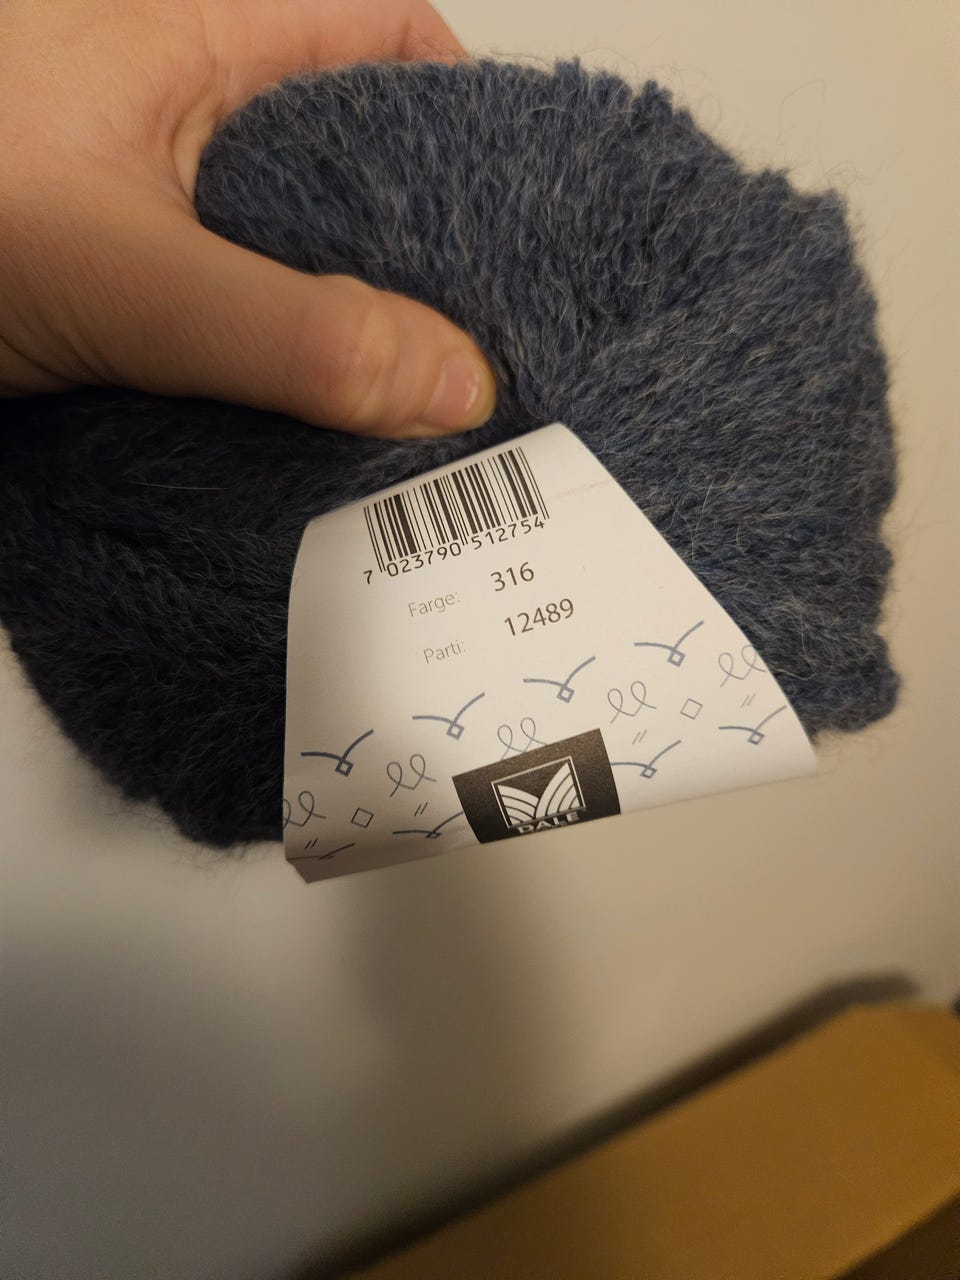 7 023790 512754
Farge: 316
Parti: 12489
DALE